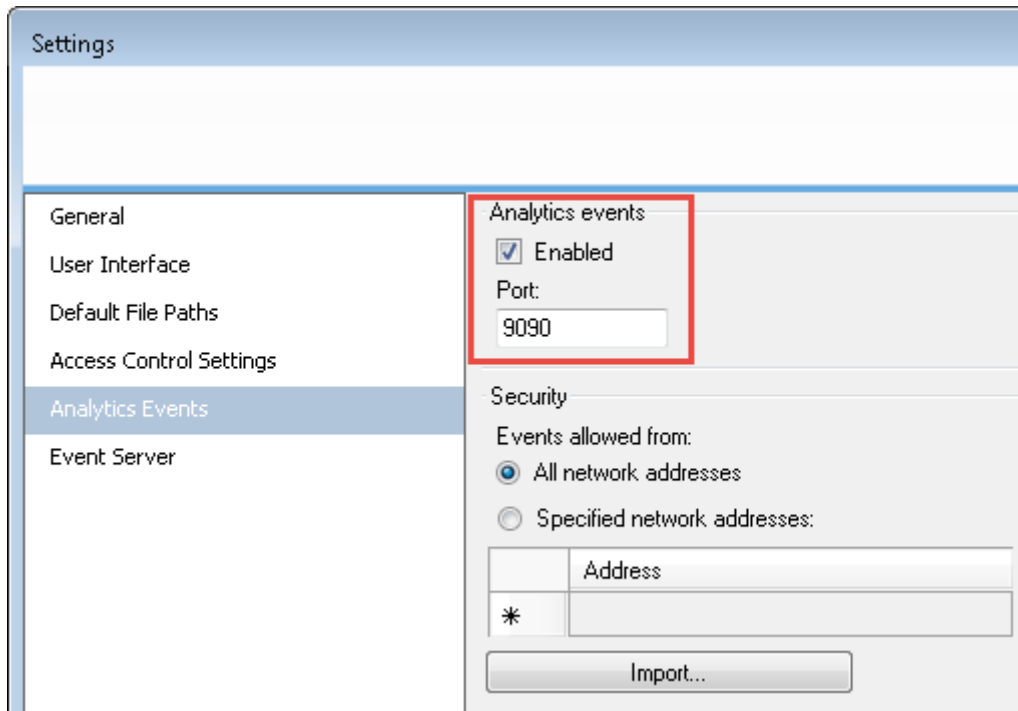 Settings
General
User Interface
Default File Paths
Access Control Settings
Analytics Events
Event Server
Analytics events
Enabled
Port:
9090
Security
Events allowed from:
All network addresses
Specified network addresses:
Address
Import...